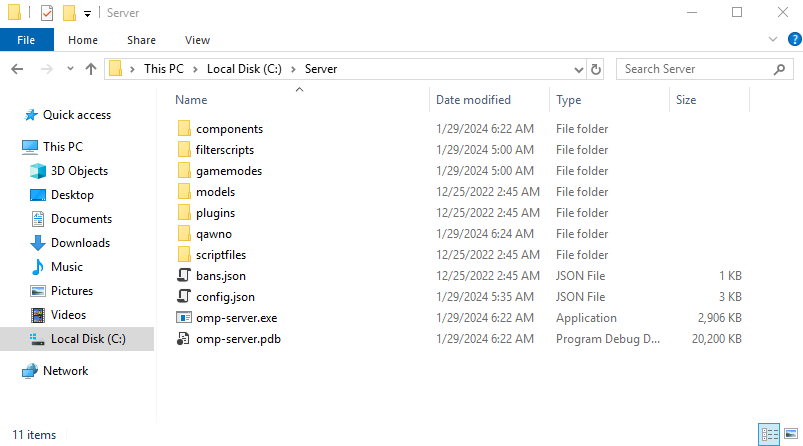 Server
File Home Share View
This PC Local Disk (C:) Server Search Server
Name Date modified Type Size
Quick access
This PC
3D Objects
Desktop
Documents
Downloads
Music
Pictures
Videos
Local Disk (C:)
Network
components 1/29/2024 6:22 AM File folder
filterscripts 1/29/2024 5:00 AM File folder
gamemodes 1/29/2024 5:00 AM File folder
models 12/25/2022 2:45 AM File folder
plugins 12/25/2022 2:45 AM File folder
qawno 1/29/2024 6:24 AM File folder
scriptfiles 12/25/2022 2:45 AM File folder
bans.json 12/25/2022 2:45 AM JSON File 1 KB
config.json 1/29/2024 5:35 AM JSON File 3 KB
omp-server.exe 1/29/2024 6:22 AM Application 2,906 KB
omp-server.pdb 1/29/2024 6:22 AM Program Debug D... 20,200 KB
11 items